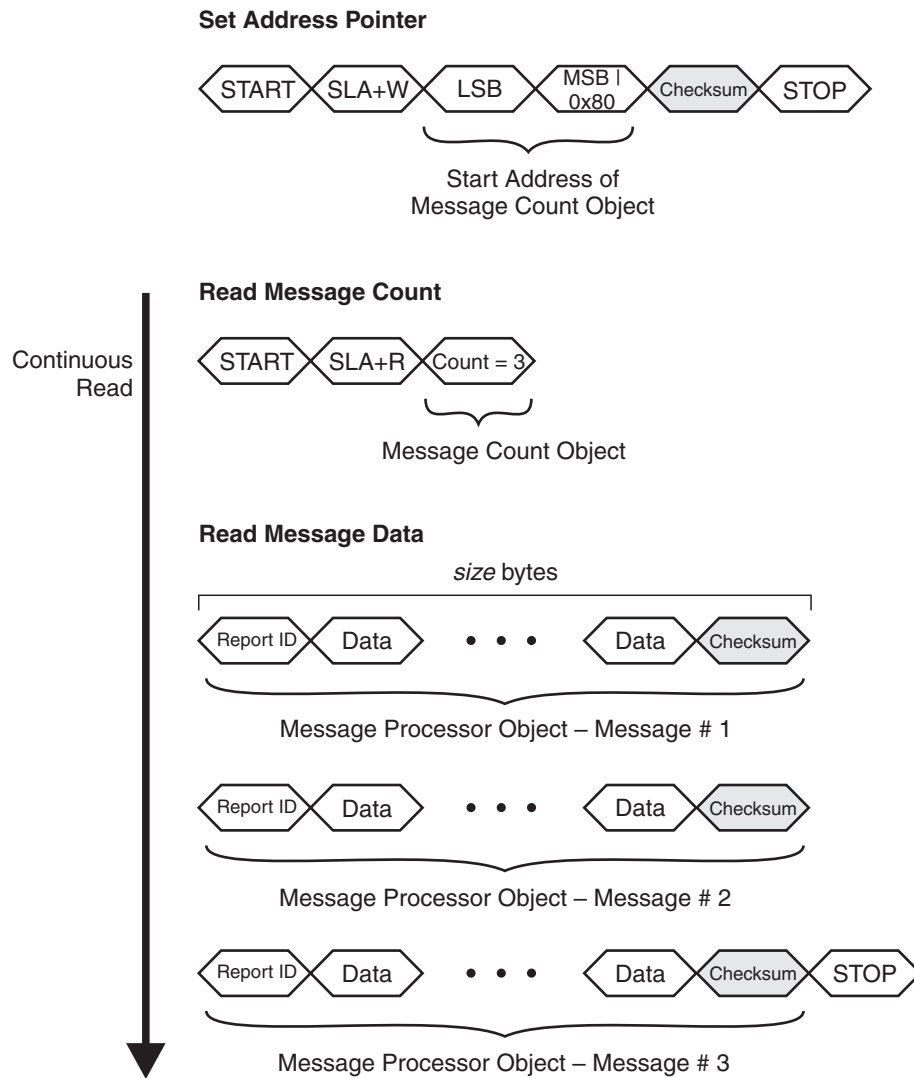 Set Address Pointer
START SLA+W LSB MSB | 0x80 Checksum STOP
Start Address of
Message Count Object
Read Message Count
Continuous
Read
START SLA+R Count = 3
Message Count Object
Read Message Data
size bytes
Report ID Data • • • Data Checksum
Message Processor Object – Message # 1
Report ID Data • • • Data Checksum
Message Processor Object – Message # 2
Report ID Data • • • Data Checksum STOP
Message Processor Object – Message # 3